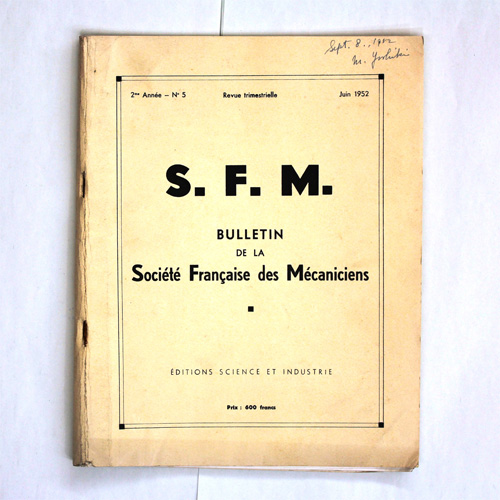 Sept. 8.,
M.
2me Année – N° 5 Revue trimestrielle Juin 1952
S. F. M.
BULLETIN
DE LA
Société Française des Mécaniciens
ÉDITIONS SCIENCE ET INDUSTRIE
Prix : 600 francs